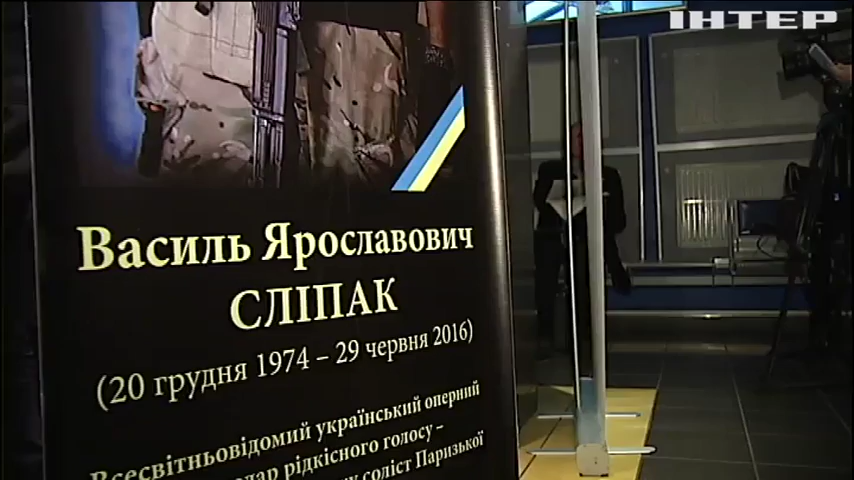 ІНТЕР
Василь Ярославович
СЛІПАК
(20 грудня 1974 – 29 червня 2016)
Всесвітньовідомий український оперний
рідкісного голосу –
соліст Паризької